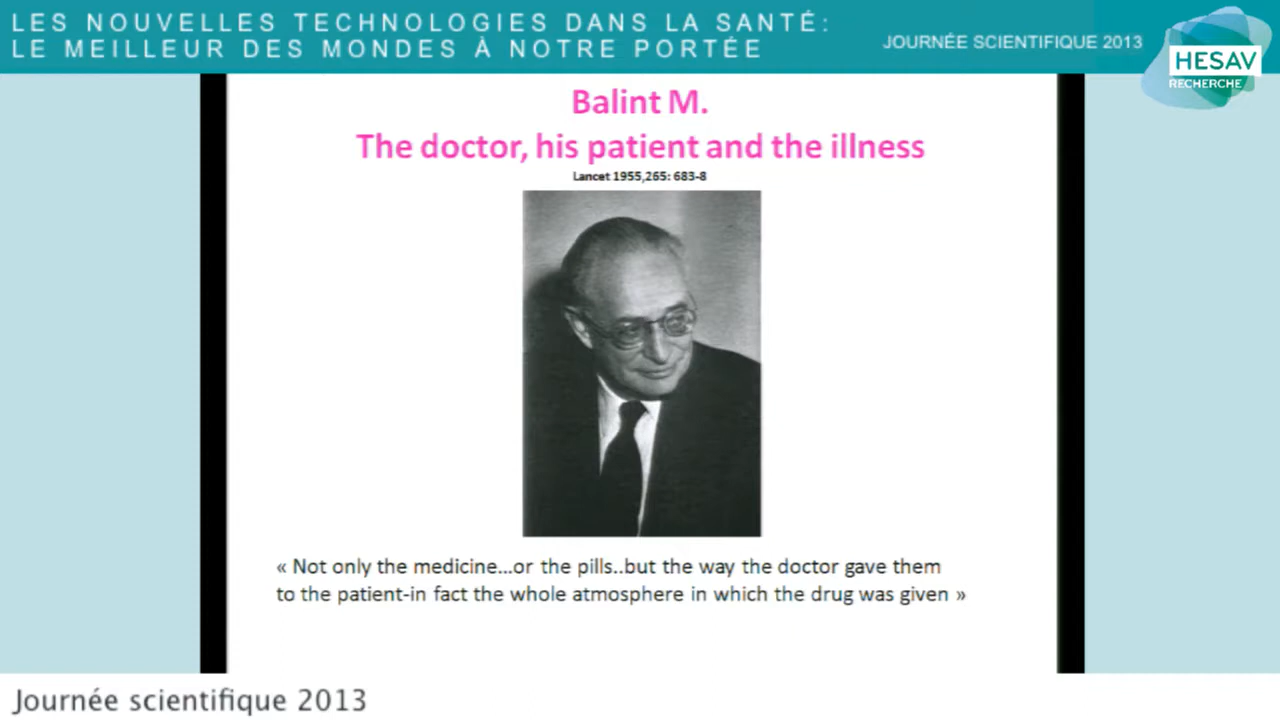 LES NOUVELLES TECHNOLOGIES DANS LA SANTÉ:
LE MEILLEUR DES MONDES À NOTRE PORTÉE
JOURNÉE SCIENTIFIQUE 2013
HESAV
RECHERCHE
Balint M.
The doctor, his patient and the illness
Lancet 1955,265: 683-8
« Not only the medicine...or the pills..but the way the doctor gave them
to the patient-in fact the whole atmosphere in which the drug was given »
Journée scientifique 2013